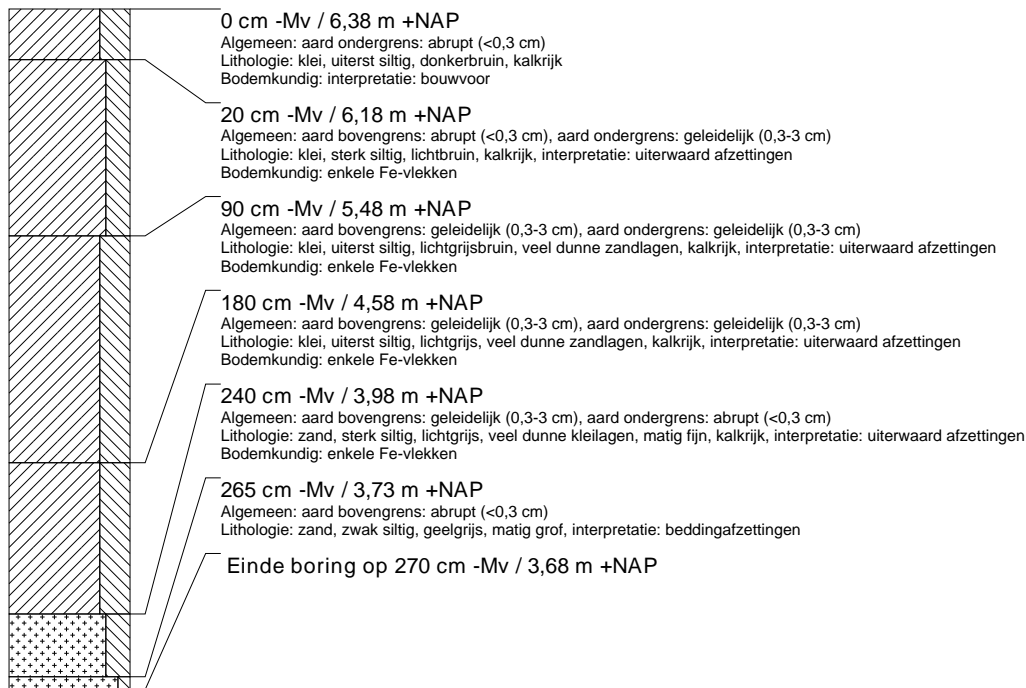 0 cm -Mv / 6,38 m +NAP
Algemeen: aard ondergrens: abrupt (<0,3 cm)
Lithologie: klei, uiterst siltig, donkerbruin, kalkrijk
Bodemkundig: interpretatie: bouwvoor
20 cm -Mv / 6,18 m +NAP
Algemeen: aard bovengrens: abrupt (<0,3 cm), aard ondergrens: geleidelijk (0,3-3 cm)
Lithologie: klei, sterk siltig, lichtbruin, kalkrijk, interpretatie: uiterwaard afzettingen
Bodemkundig: enkele Fe-vlekken
90 cm -Mv / 5,48 m +NAP
Algemeen: aard bovengrens: geleidelijk (0,3-3 cm), aard ondergrens: geleidelijk (0,3-3 cm)
Lithologie: klei, uiterst siltig, lichtgrijsbruin, veel dunne zandlagen, kalkrijk, interpretatie: uiterwaard afzettingen
Bodemkundig: enkele Fe-vlekken
180 cm -Mv / 4,58 m +NAP
Algemeen: aard bovengrens: geleidelijk (0,3-3 cm), aard ondergrens: geleidelijk (0,3-3 cm)
Lithologie: klei, uiterst siltig, lichtgrijs, veel dunne zandlagen, kalkrijk, interpretatie: uiterwaard afzettingen
Bodemkundig: enkele Fe-vlekken
240 cm -Mv / 3,98 m +NAP
Algemeen: aard bovengrens: geleidelijk (0,3-3 cm), aard ondergrens: abrupt (<0,3 cm)
Lithologie: zand, sterk siltig, lichtgrijs, veel dunne kleilagen, matig fijn, kalkrijk, interpretatie: uiterwaard afzettingen
Bodemkundig: enkele Fe-vlekken
265 cm -Mv / 3,73 m +NAP
Algemeen: aard bovengrens: abrupt (<0,3 cm)
Lithologie: zand, zwak siltig, geelgrijs, matig grof, interpretatie: beddingafzettingen
Einde boring op 270 cm -Mv / 3,68 m +NAP